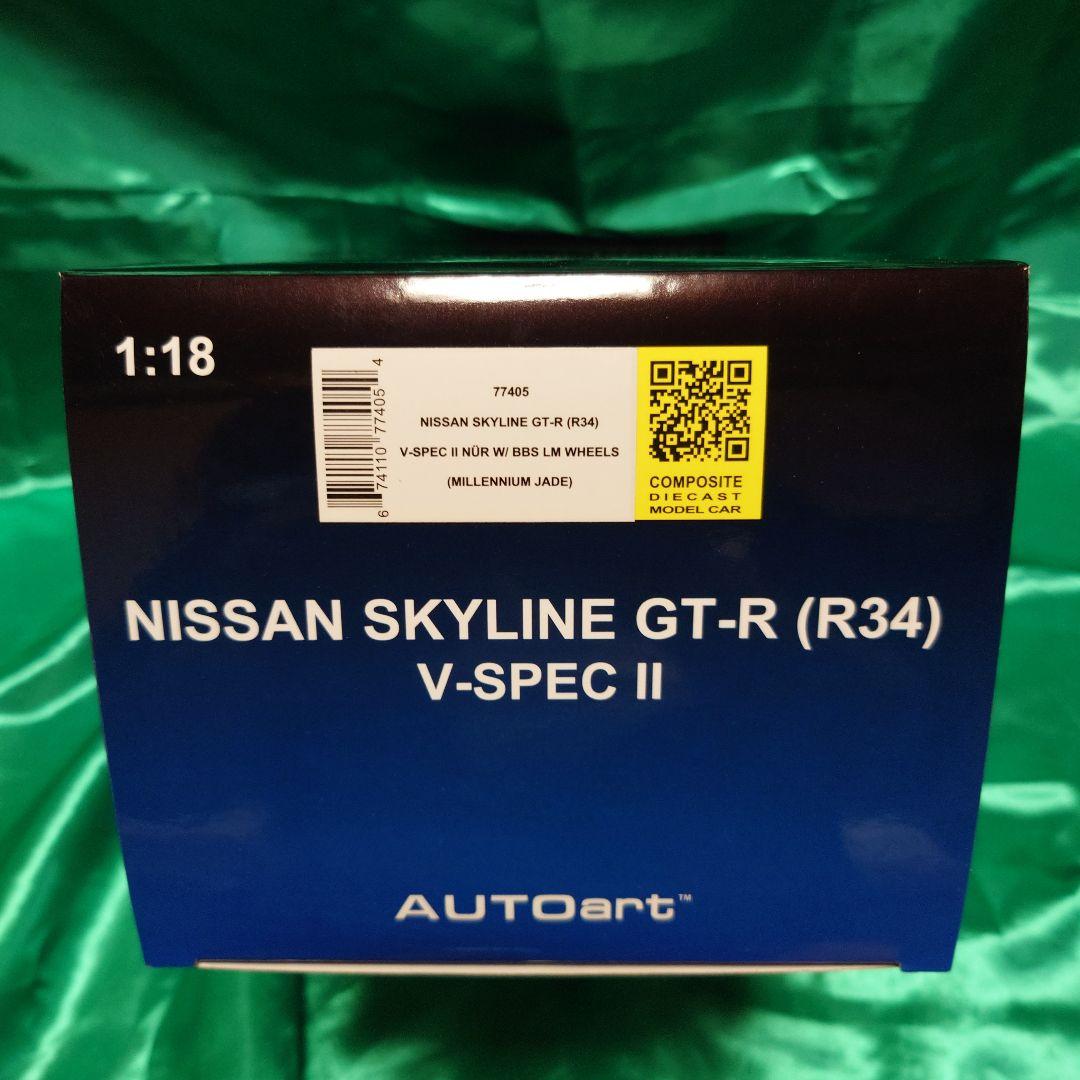 1:18
6 74110 77405 4
77405
NISSAN SKYLINE GT-R (R34)
V-SPEC II NÜR W/ BBS LM WHEELS
(MILLENNIUM JADE)
COMPOSITE
DIECAST
MODEL CAR
NISSAN SKYLINE GT-R (R34)
V-SPEC II
AUTOart™